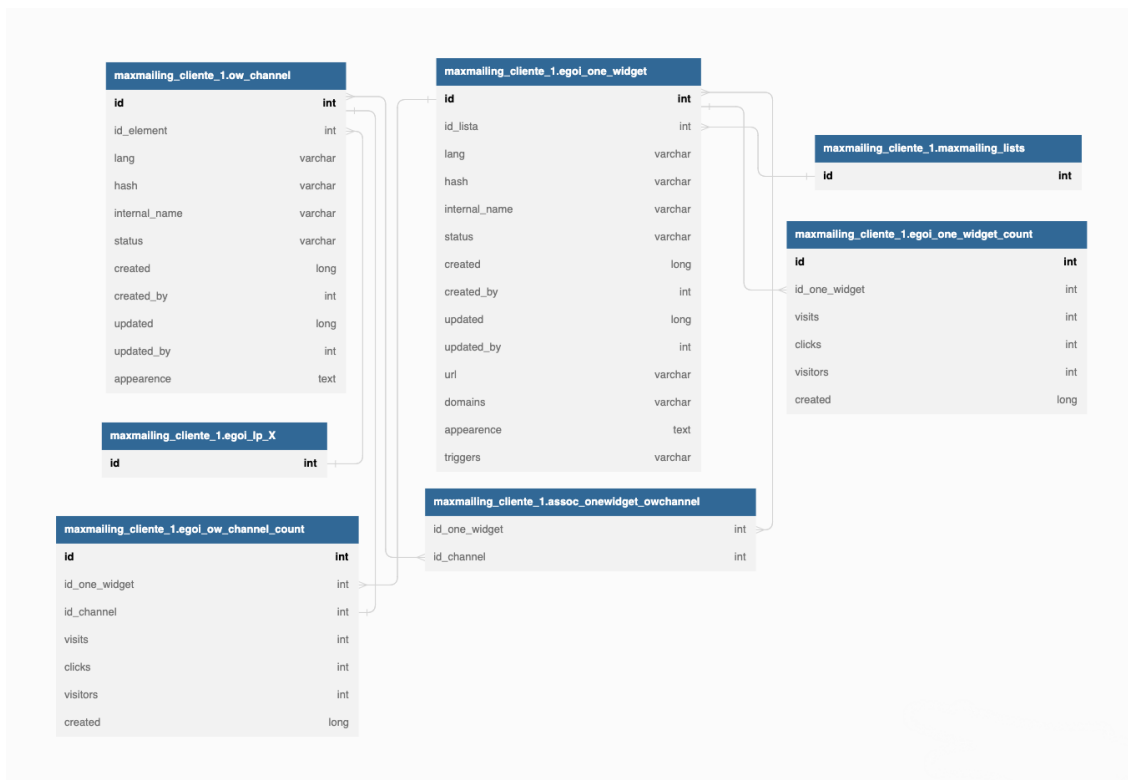 maxmailing_cliente_1.ow_channel
id int
id_element int
lang varchar
hash varchar
internal_name varchar
status varchar
created long
created_by int
updated long
updated_by int
appearence text
maxmailing_cliente_1.egoi_lp_X
id int
maxmailing_cliente_1.egoi_ow_channel_count
id int
id_one_widget int
id_channel int
visits int
clicks int
visitors int
created long
maxmailing_cliente_1.egoi_one_widget
id int
id_lista int
lang varchar
hash varchar
internal_name varchar
status varchar
created long
created_by int
updated long
updated_by int
url varchar
domains varchar
appearence text
triggers varchar
maxmailing_cliente_1.assoc_onewidget_owchannel
id_one_widget int
id_channel int
maxmailing_cliente_1.maxmailing_lists
id int
maxmailing_cliente_1.egoi_one_widget_count
id int
id_one_widget int
visits int
clicks int
visitors int
created long